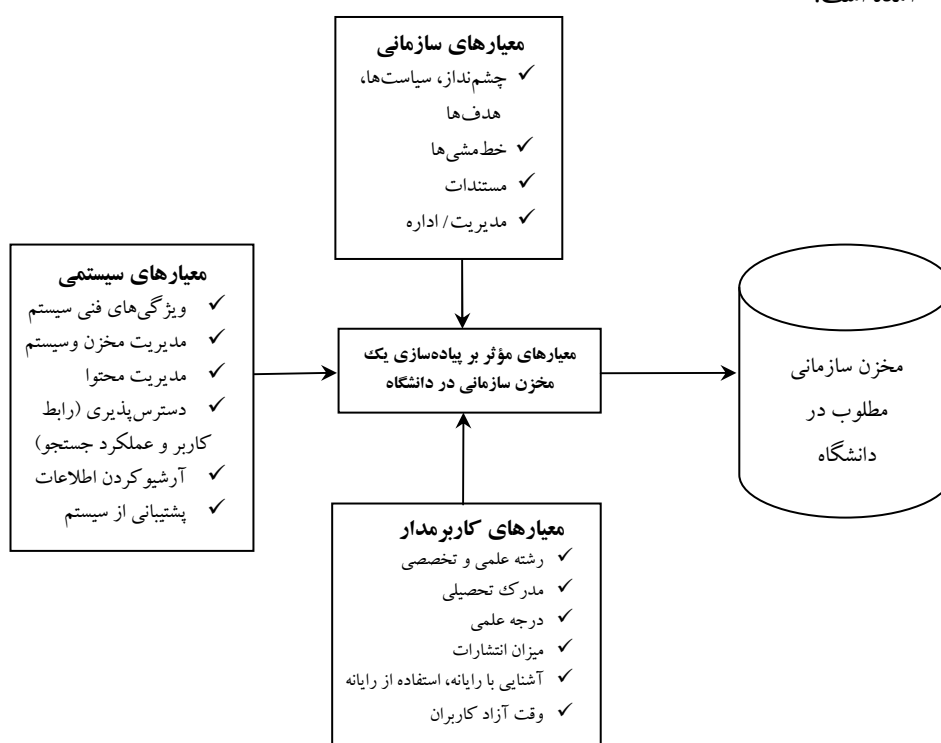 معیارهای سازمانی
✓ چشم‌نداز، سیاست‌ها،
هدف‌ها
✓ خط‌مشی‌ها
✓ مستندات
✓ مدیریت/ اداره
معیارهای سیستمی
✓ ویژگی‌های فنی سیستم
✓ مدیریت مخزن وسیستم
✓ مدیریت محتوا
✓ دسترس‌پذیری (رابط
کاربر و عملکرد جستجو)
✓ آرشیوکردن اطلاعات
✓ پشتیبانی از سیستم
معیارهای مؤثر بر پیاده‌سازی یک
مخزن سازمانی در دانشگاه
مخزن سازمانی
مطلوب در
دانشگاه
معیارهای کاربرمدار
✓ رشته علمی و تخصصی
✓ مدرک تحصیلی
✓ درجه علمی
✓ میزان انتشارات
✓ آشنایی با رایانه، استفاده از رایانه
✓ وقت آزاد کاربران